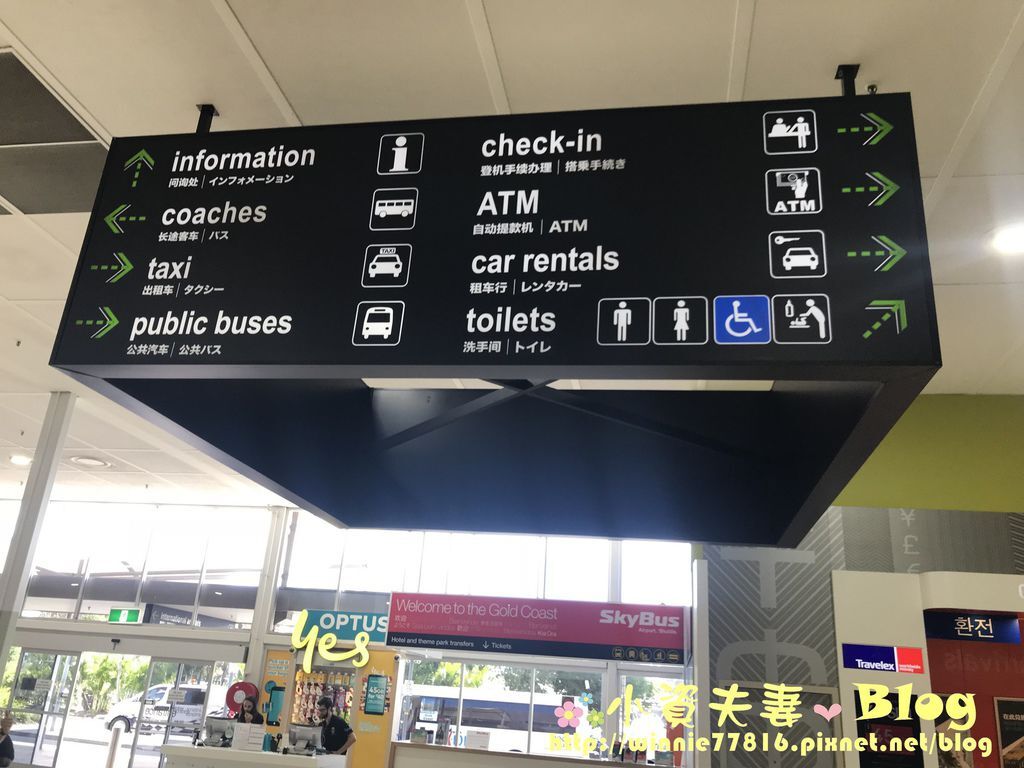 information
问询处 | インフォメーション
coaches
长途客车 | バス
taxi
出租车 | タクシー
public buses
公共汽车 | 公共バス
check-in
登机手续办理 | 搭乗手続き
ATM
自动提款机 | ATM
ATM
car rentals
租车行 | レンタカー
toilets
洗手间 | トイレ
TAXI
yes OPTUS
Welcome to the Gold Coast
SkyBus
Hotel and theme park transfers
Tickets
Travelex
환전
小資夫妻 Blog
http://winnie77816.pixnet.net/blog